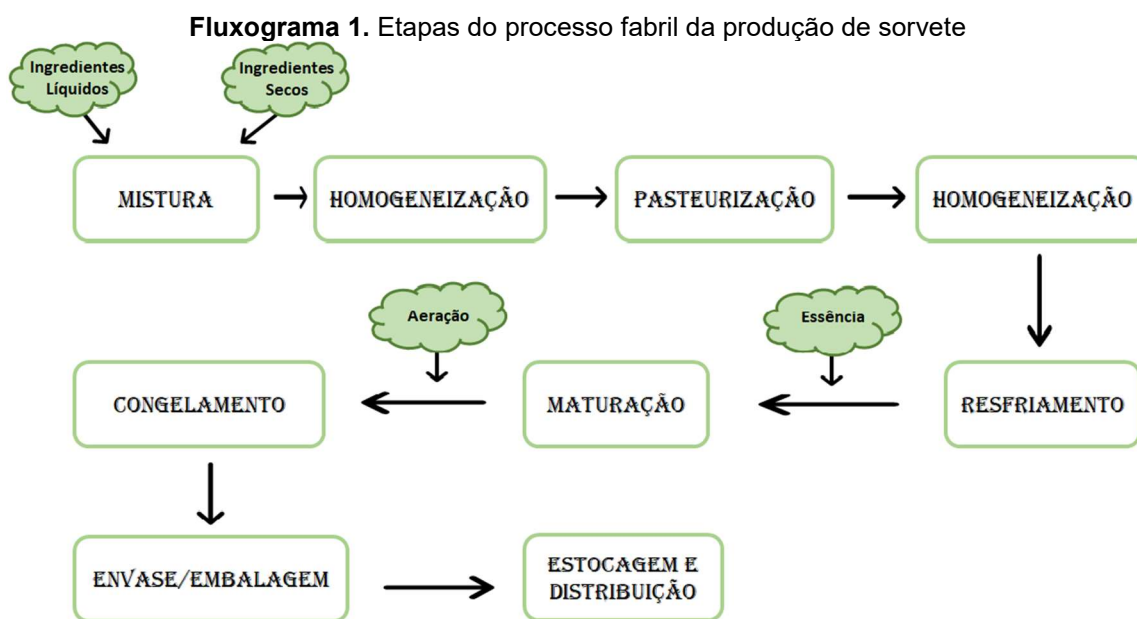 Fluxograma 1. Etapas do processo fabril da produção de sorvete
Ingredientes
Líquidos
Ingredientes
Secos
MISTURA
HOMOGENEIZAÇÃO
PASTEURIZAÇÃO
HOMOGENEIZAÇÃO
Aeração
Essência
CONGELAMENTO
MATURAÇÃO
RESFRIAMENTO
ENVASE/EMBALAGEM
ESTOCAGEM E
DISTRIBUIÇÃO